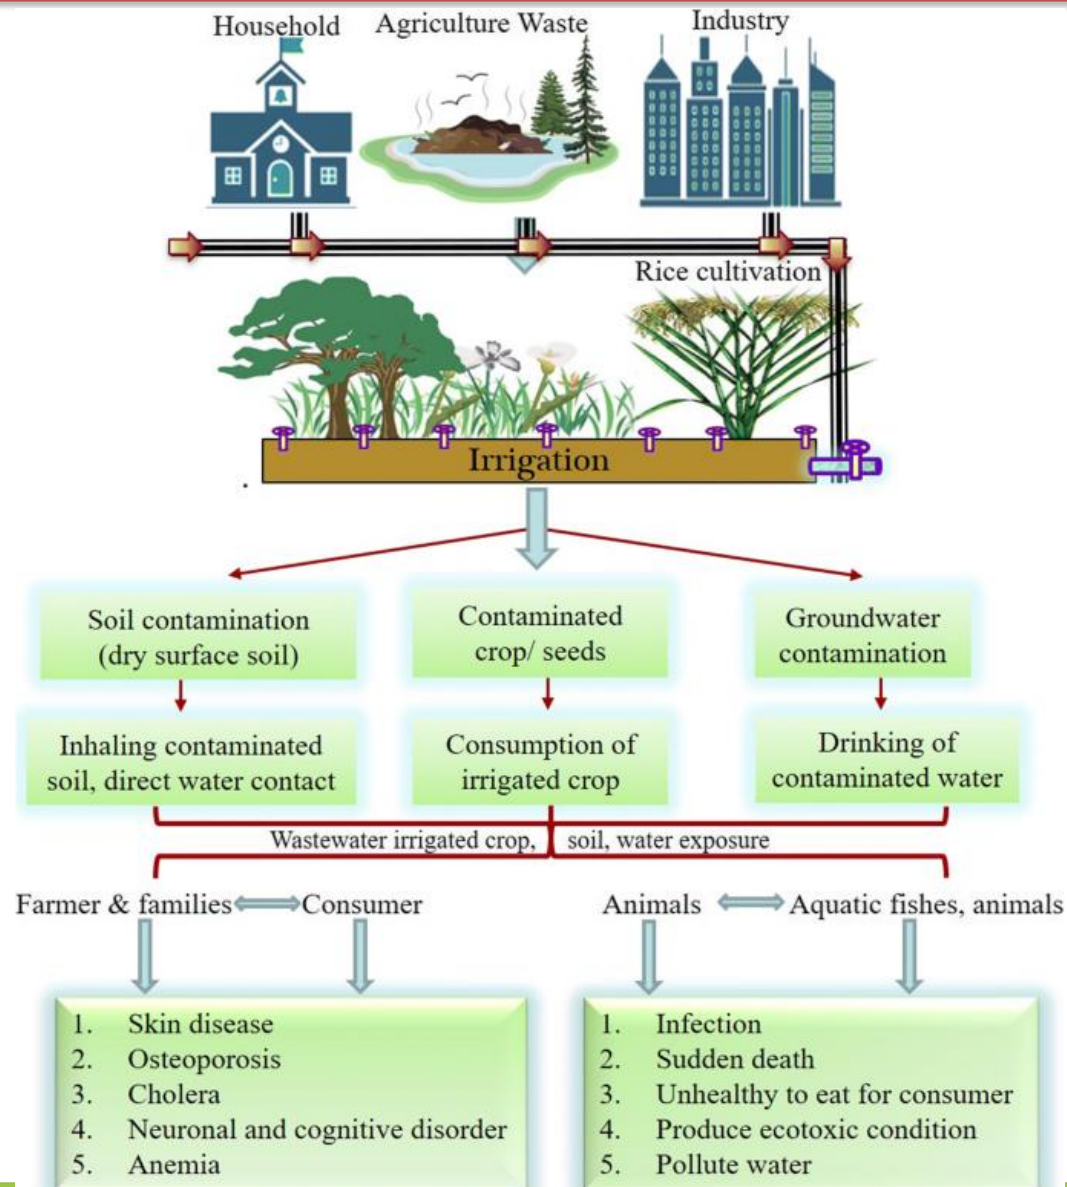 Household
Agriculture Waste
Industry
Rice cultivation
Irrigation
Soil contamination
(dry surface soil)
Contaminated
crop/ seeds
Groundwater
contamination
Inhaling contaminated
soil, direct water contact
Consumption of
irrigated crop
Drinking of
contaminated water
Wastewater irrigated crop, soil, water exposure
Farmer & families Consumer
Animals Aquatic fishes, animals
1. Skin disease
2. Osteoporosis
3. Cholera
4. Neuronal and cognitive disorder
5. Anemia
1. Infection
2. Sudden death
3. Unhealthy to eat for consumer
4. Produce ecotoxic condition
5. Pollute water